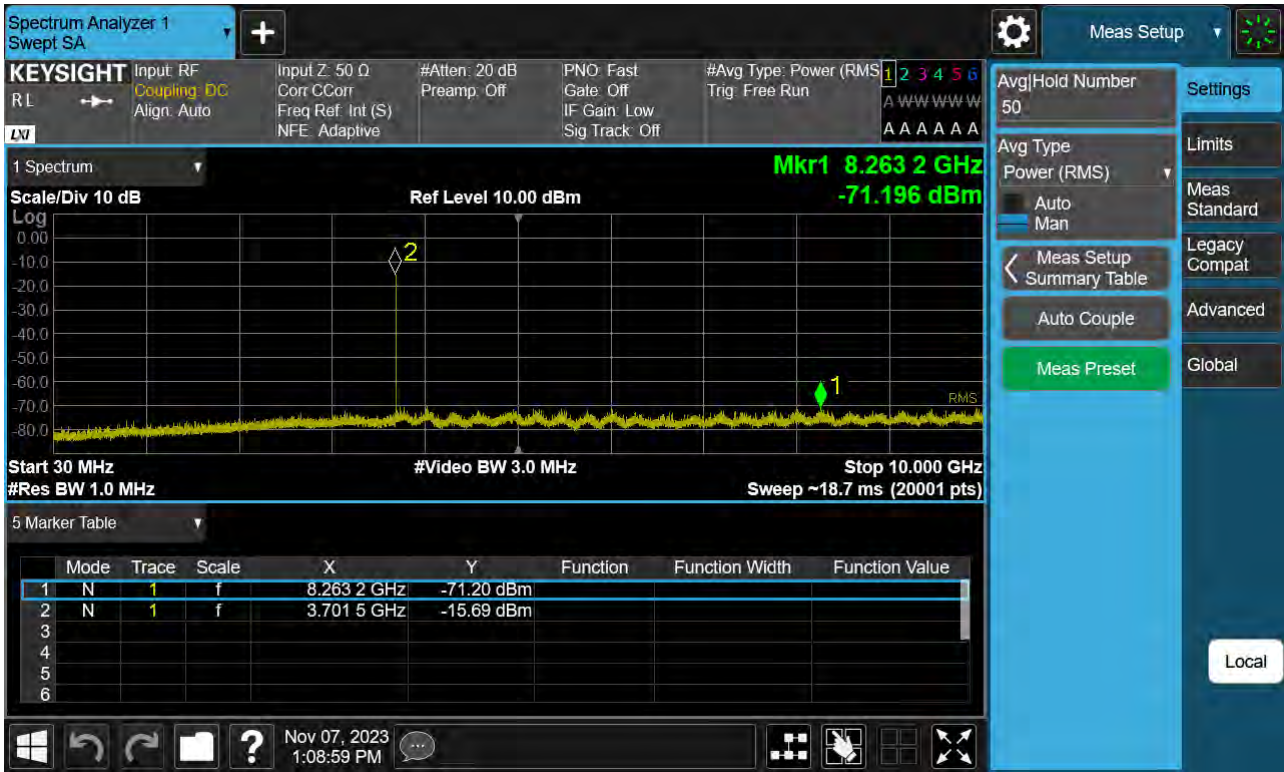 Spectrum Analyzer 1
Swept SA
+
Meas Setup
KEYSIGHT
RL
LXI
Input: RF
Coupling: DC
Align: Auto
Input Z: 50 Ω
Corr CCorr
Freq Ref: Int (S)
NFE: Adaptive
#Atten: 20 dB
Preamp: Off
PNO: Fast
Gate: Off
IF Gain: Low
Sig Track: Off
#Avg Type: Power (RMS
Trig: Free Run
1 2 3 4 5 6
A W W W W W
A A A A A A
1 Spectrum
Mkr1 8.263 2 GHz
-71.196 dBm
Scale/Div 10 dB
Ref Level 10.00 dBm
Log
0.00
-10.0
-20.0
-30.0
-40.0
-50.0
-60.0
-70.0
-80.0
2
1
RMS
Start 30 MHz
#Video BW 3.0 MHz
Stop 10.000 GHz
#Res BW 1.0 MHz
Sweep ~18.7 ms (20001 pts)
5 Marker Table
Mode Trace Scale X Y Function Function Width Function Value
1 N 1 f 8.263 2 GHz -71.20 dBm
2 N 1 f 3.701 5 GHz -15.69 dBm
3
4
5
6
Avg|Hold Number
50
Avg Type
Power (RMS)
Auto
Man
Meas Setup
Summary Table
Auto Couple
Meas Preset
Settings
Limits
Meas
Standard
Legacy
Compat
Advanced
Global
Local
?
Nov 07, 2023
1:08:59 PM